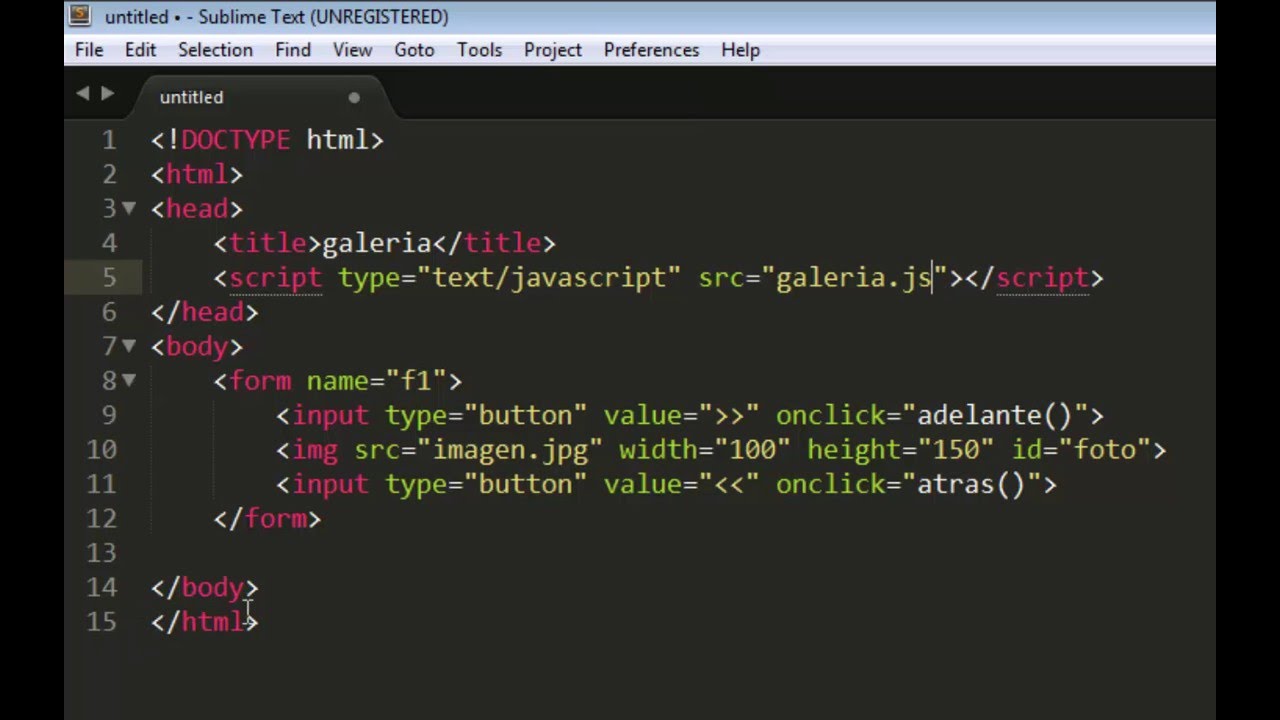 untitled • - Sublime Text (UNREGISTERED)
File Edit Selection Find View Goto Tools Project Preferences Help
untitled
1 <!DOCTYPE html>
2 <html>
3 <head>
4 <title>galeria</title>
5 <script type="text/javascript" src="galeria.js"></script>
6 </head>
7 <body>
8 <form name="f1">
9 <input type="button" value=">>" onclick="adelante()">
10 <img src="imagen.jpg" width="100" height="150" id="foto">
11 <input type="button" value="<<" onclick="atras()">
12 </form>
13
14 </body>
15 </html>